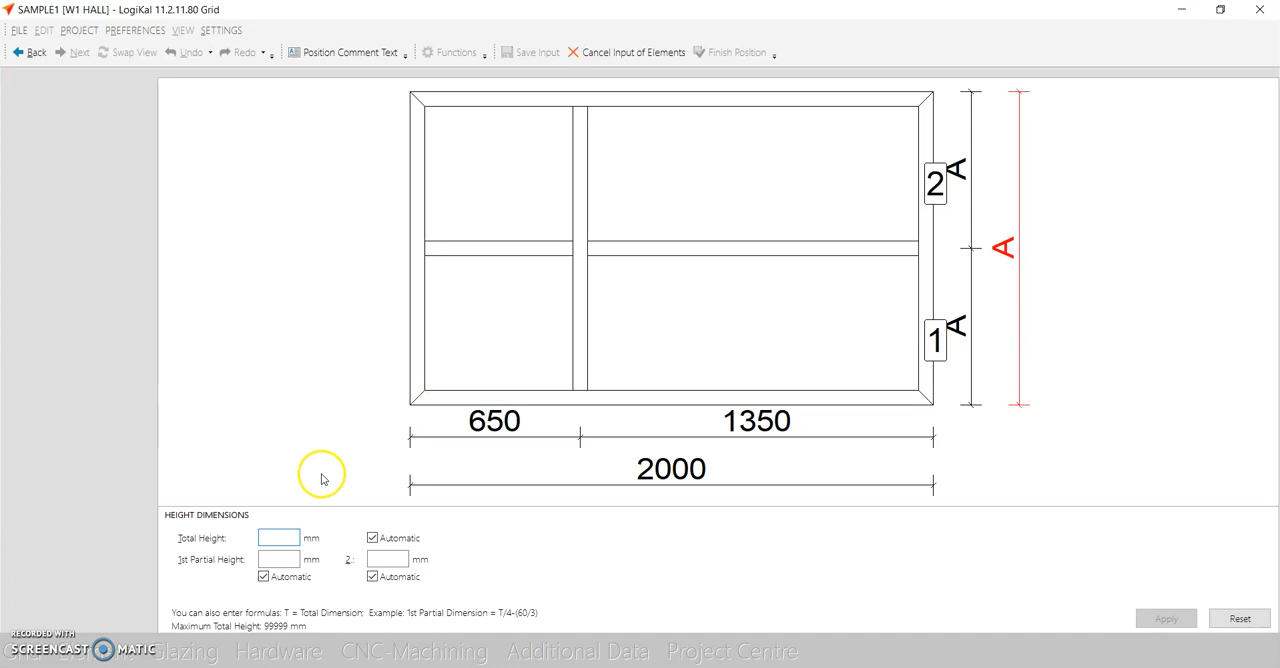 SAMPLE1 [W1 HALL] - LogiKal 11.2.11.80 Grid
FILE EDIT PROJECT PREFERENCES VIEW SETTINGS
Back Next Swap View Undo Redo Position Comment Text Functions Save Input Cancel Input of Elements Finish Position
2 A
A
1 A
650 1350
2000
HEIGHT DIMENSIONS
Total Height: mm Automatic
1st Partial Height: mm 2.: mm
Automatic Automatic
You can also enter formulas: T = Total Dimension; Example: 1st Partial Dimension = T/4-(60/3)
Maximum Total Height: 99999 mm
Apply Reset
RECORDED WITH
SCREENCAST MATIC
Glazing Hardware CNC-Machining Additional Data Project Centre